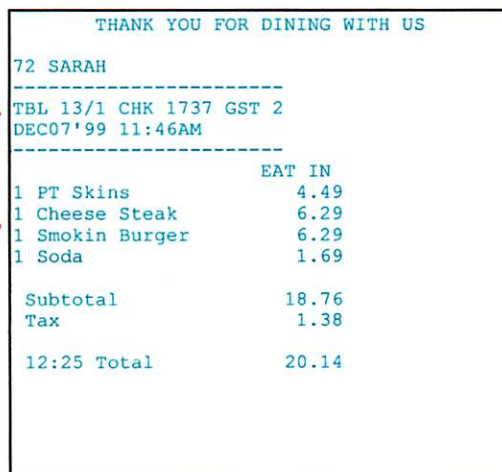 THANK YOU FOR DINING WITH US
72 SARAH
------------------------
TBL 13/1 CHK 1737 GST 2
DEC07'99 11:46AM
------------------------
EAT IN
1 PT Skins 4.49
1 Cheese Steak 6.29
1 Smokin Burger 6.29
1 Soda 1.69
Subtotal 18.76
Tax 1.38
12:25 Total 20.14